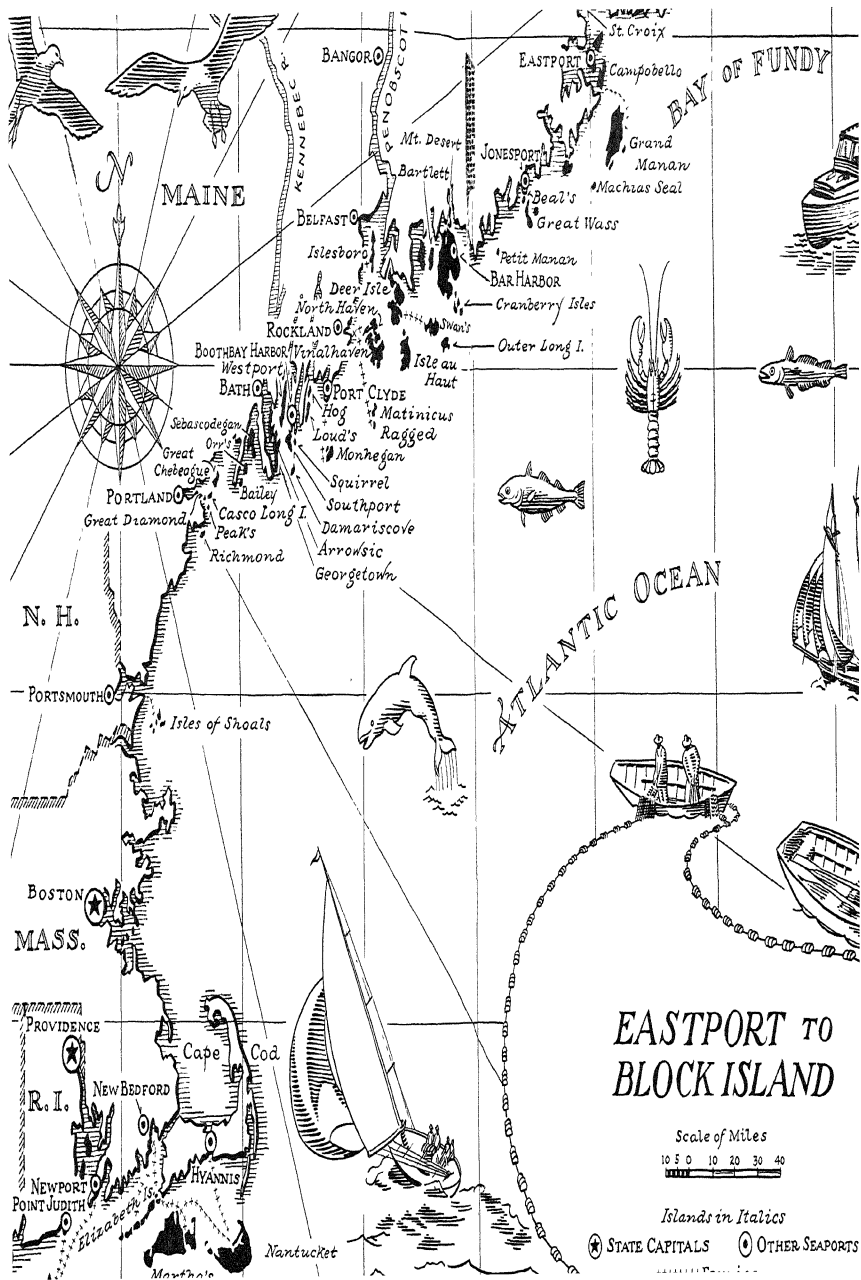 St. Croix
BANGOR
PENOBSCOT
EASTPORT
Campobello
BAY OF FUNDY
KENNEBEC R.
Mt. Desert
JONESPORT
Grand
Manan
Bartlett
Machias Seal
N
MAINE
Beal's
BELFAST
Great Wass
Islesboro
Petit Manan
BAR HARBOR
Deer Isle
Cranberry Isles
North Haven
Swan's
ROCKLAND
Outer Long I.
BOOTHBAY HARBOR
Vinalhaven
Isle au
Haut
Westport
BATH
PORT CLYDE
Hog
Matinicus
Sebascodegan
Loud's
Ragged
Orr's
Monhegan
Great
Chebeague
Squirrel
PORTLAND
Bailey
Southport
Great Diamond
Casco Long I.
Damariscove
Peak's
Arrowsic
Richmond
Georgetown
ATLANTIC OCEAN
N. H.
PORTSMOUTH
Isles of Shoals
BOSTON
MASS.
PROVIDENCE
Cape Cod
EASTPORT TO
BLOCK ISLAND
R.I.
NEW BEDFORD
Scale of Miles
10 5 0 10 20 30 40
HYANNIS
NEWPORT
POINT JUDITH
Elizabeth Is.
Islands in Italics
STATE CAPITALS
OTHER SEAPORTS
Nantucket
Martha's
Ferries